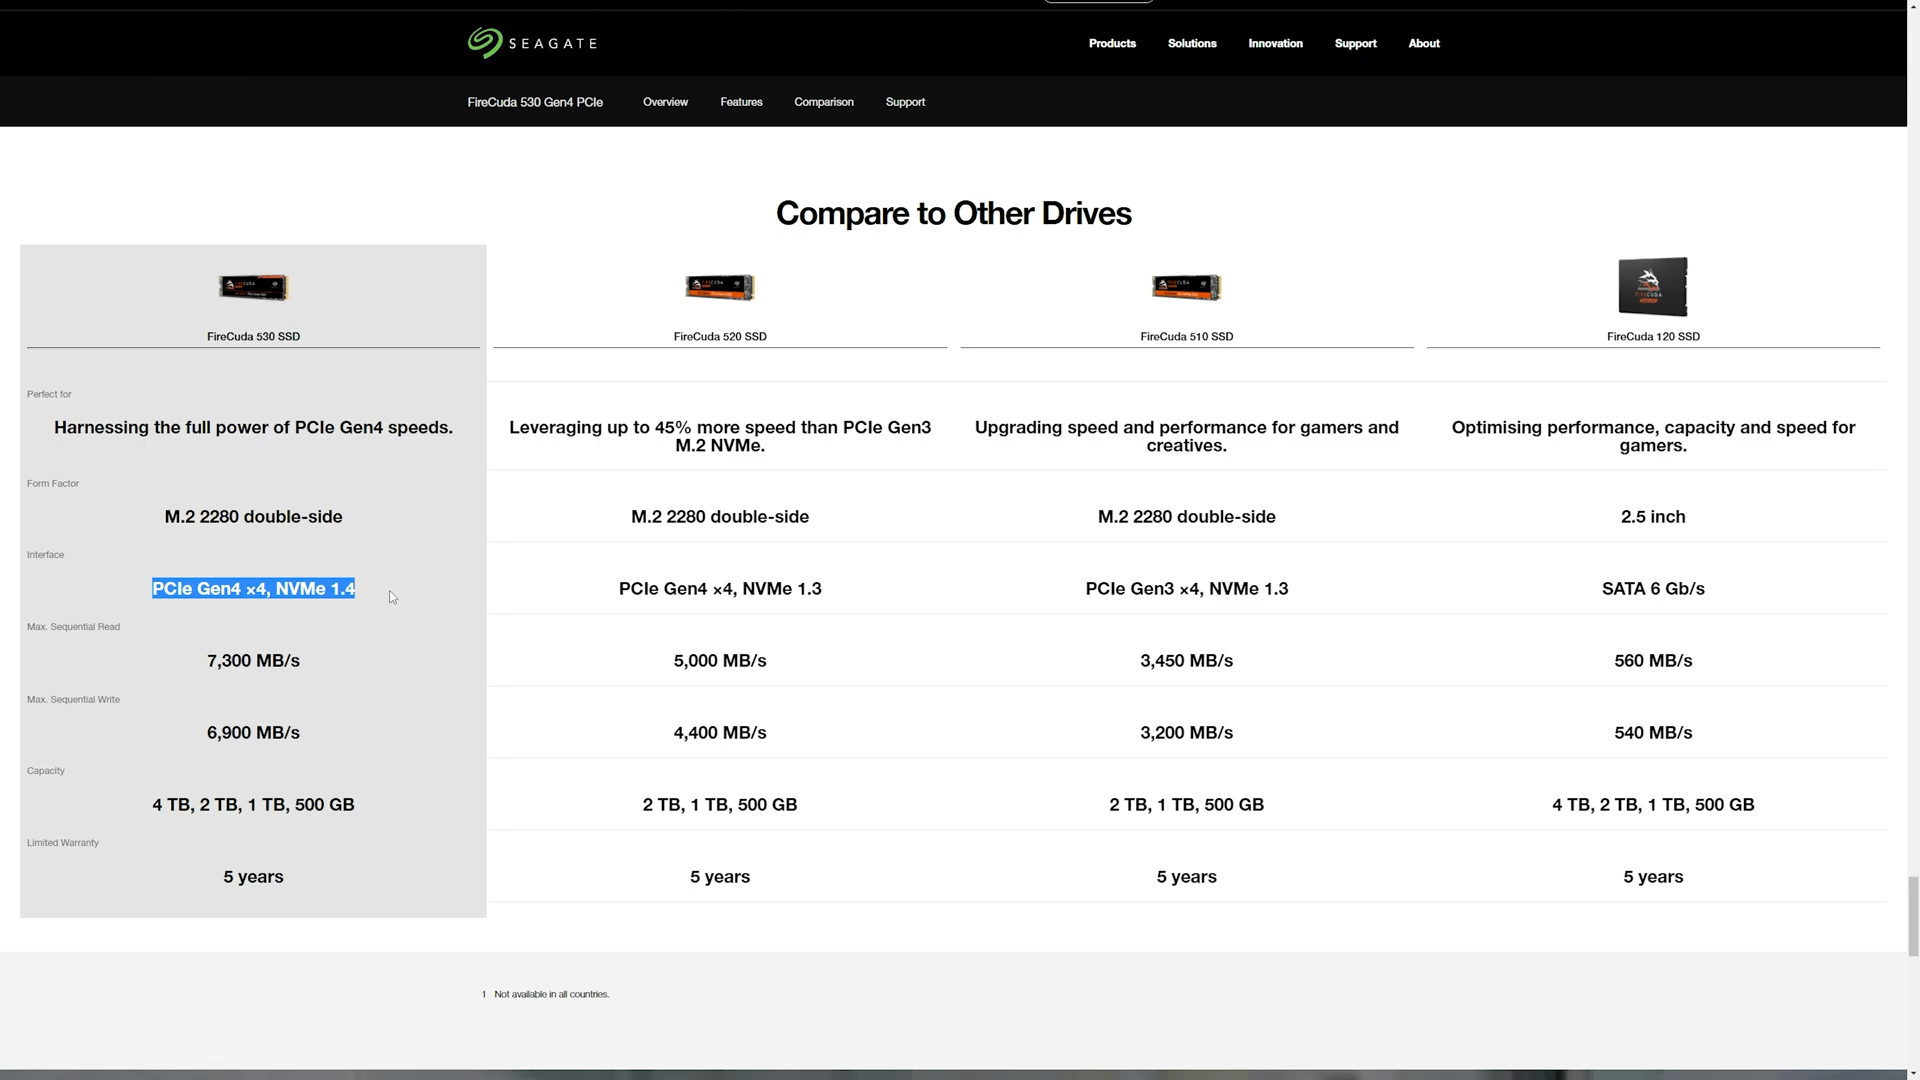 SEAGATE
Products Solutions Innovation Support About
FireCuda 530 Gen4 PCIe Overview Features Comparison Support
Compare to Other Drives
FireCuda 530 SSD FireCuda 520 SSD FireCuda 510 SSD FireCuda 120 SSD
Perfect for
Harnessing the full power of PCIe Gen4 speeds.
Leveraging up to 45% more speed than PCIe Gen3
M.2 NVMe.
Upgrading speed and performance for gamers and
creatives.
Optimising performance, capacity and speed for
gamers.
Form Factor
M.2 2280 double-side M.2 2280 double-side M.2 2280 double-side 2.5 inch
Interface
PCIe Gen4 ×4, NVMe 1.4 PCIe Gen4 ×4, NVMe 1.3 PCIe Gen3 ×4, NVMe 1.3 SATA 6 Gb/s
Max. Sequential Read
7,300 MB/s 5,000 MB/s 3,450 MB/s 560 MB/s
Max. Sequential Write
6,900 MB/s 4,400 MB/s 3,200 MB/s 540 MB/s
Capacity
4 TB, 2 TB, 1 TB, 500 GB 2 TB, 1 TB, 500 GB 2 TB, 1 TB, 500 GB 4 TB, 2 TB, 1 TB, 500 GB
Limited Warranty
5 years 5 years 5 years 5 years
1 Not available in all countries.